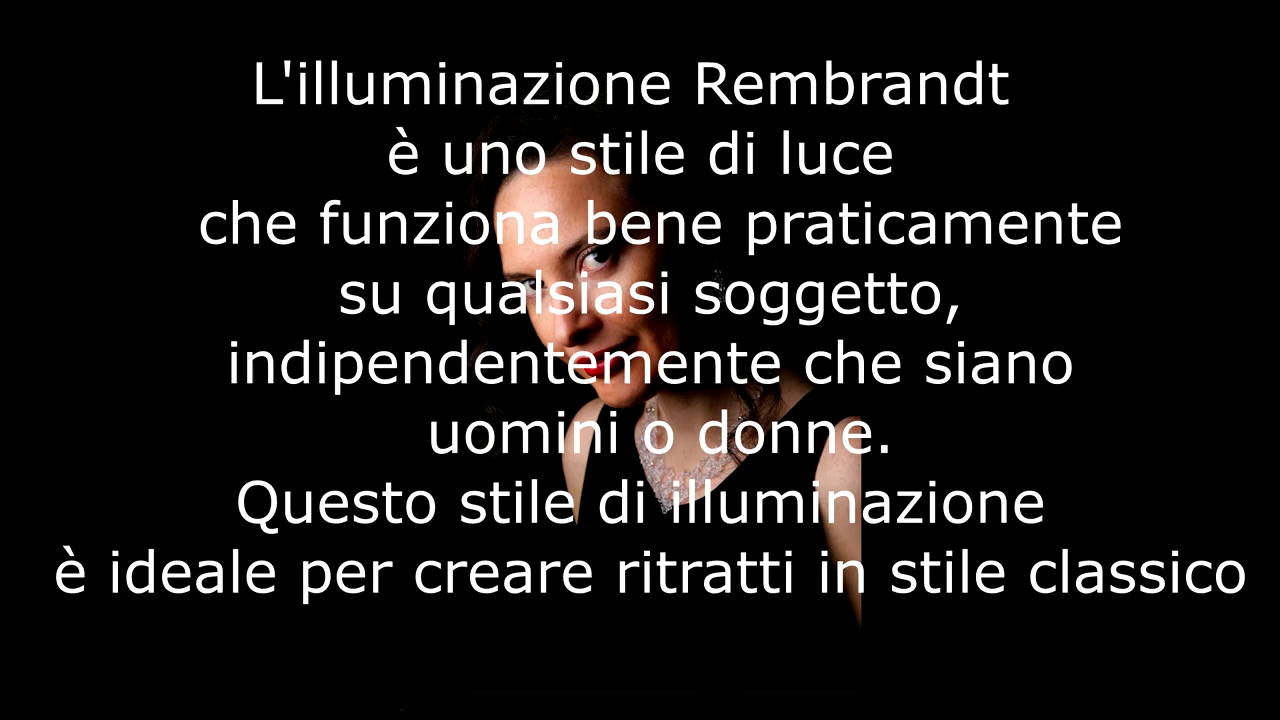 L'illuminazione Rembrandt
è uno stile di luce
che funziona bene praticamente
su qualsiasi soggetto,
indipendentemente che siano
uomini o donne.
Questo stile di illuminazione
è ideale per creare ritratti in stile classico